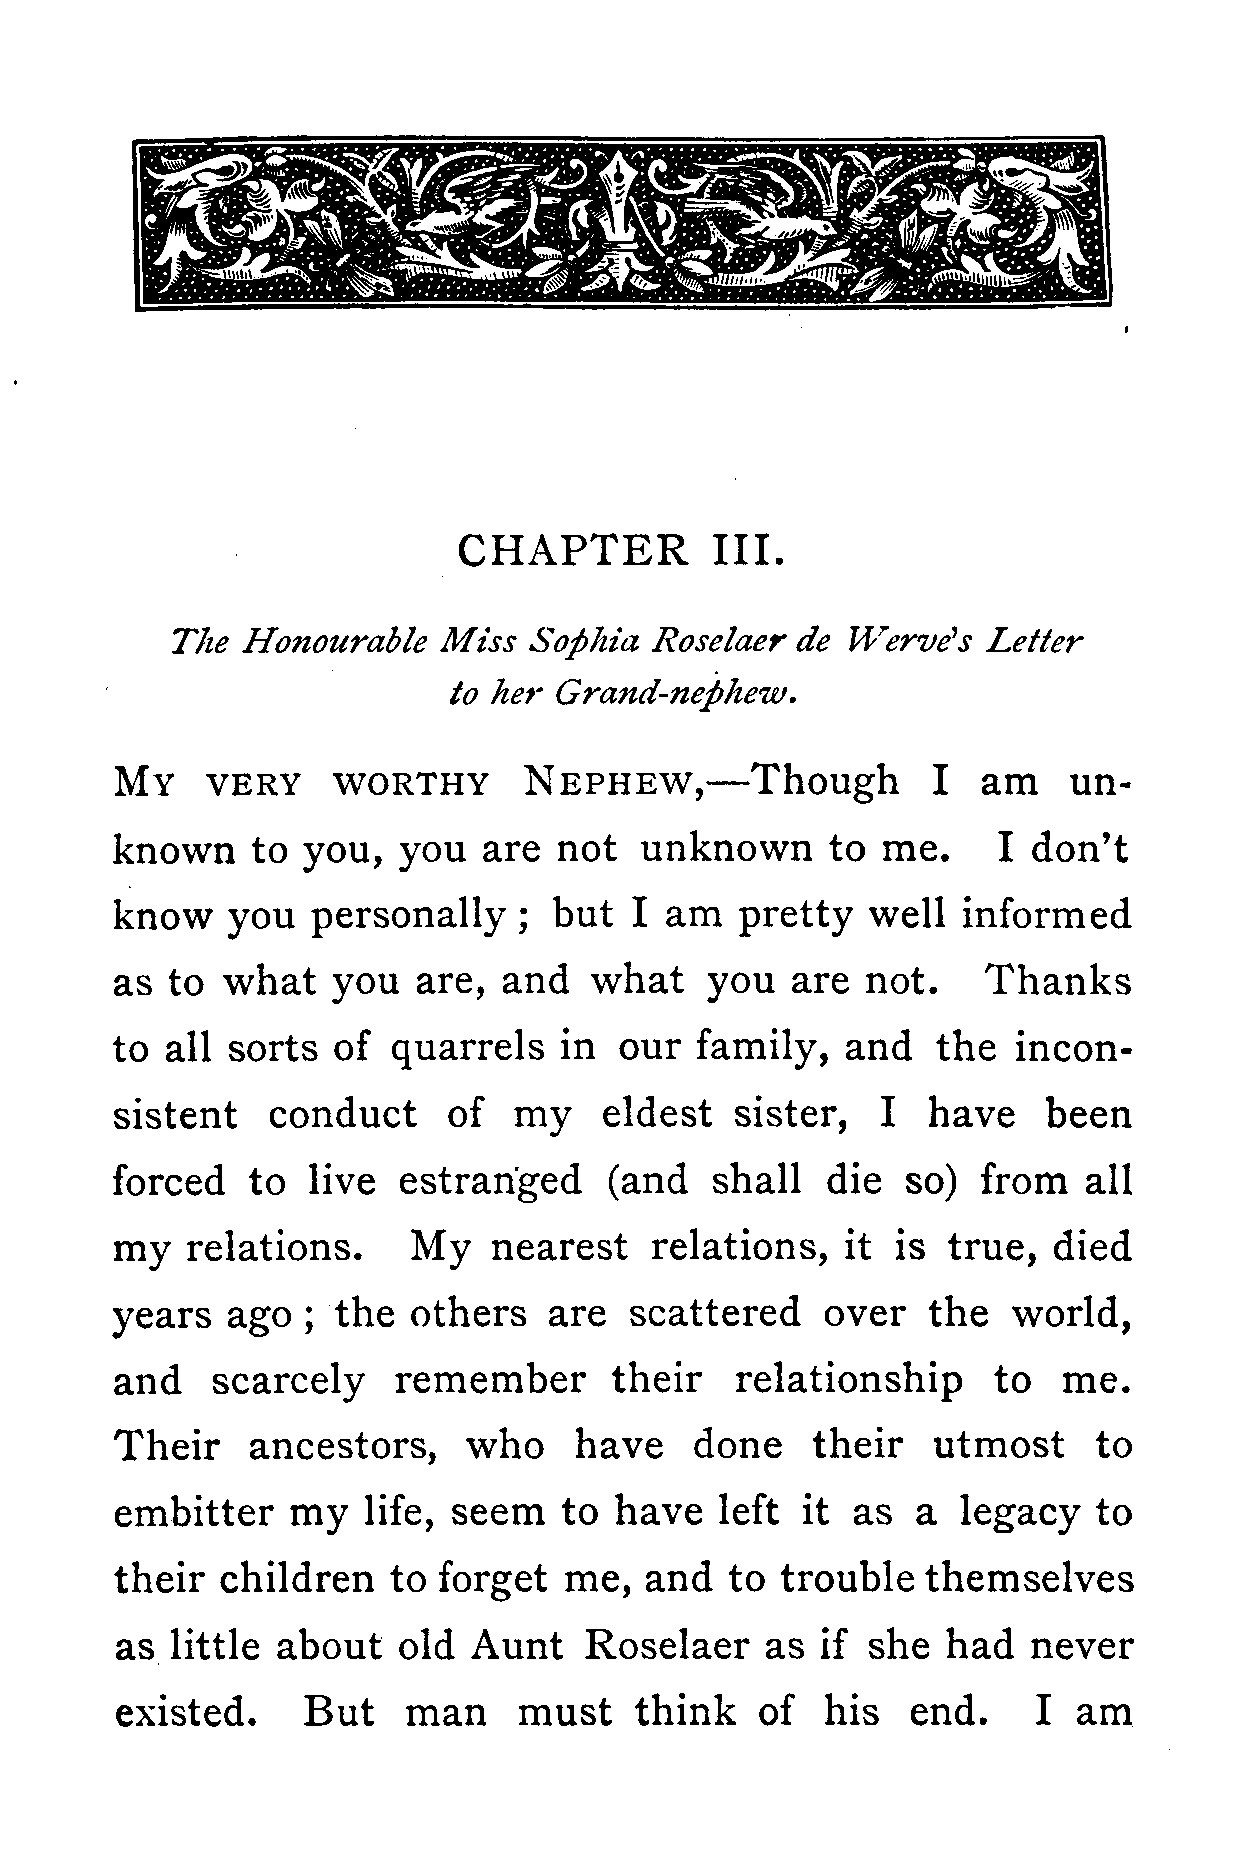 CHAPTER III.
The Honourable Miss Sophia Roselaer de Werve's Letter
to her Grand-nephew.
MY VERY WORTHY NEPHEW,—Though I am un-
known to you, you are not unknown to me. I don't
know you personally ; but I am pretty well informed
as to what you are, and what you are not. Thanks
to all sorts of quarrels in our family, and the incon-
sistent conduct of my eldest sister, I have been
forced to live estranged (and shall die so) from all
my relations. My nearest relations, it is true, died
years ago ; the others are scattered over the world,
and scarcely remember their relationship to me.
Their ancestors, who have done their utmost to
embitter my life, seem to have left it as a legacy to
their children to forget me, and to trouble themselves
as little about old Aunt Roselaer as if she had never
existed. But man must think of his end. I am